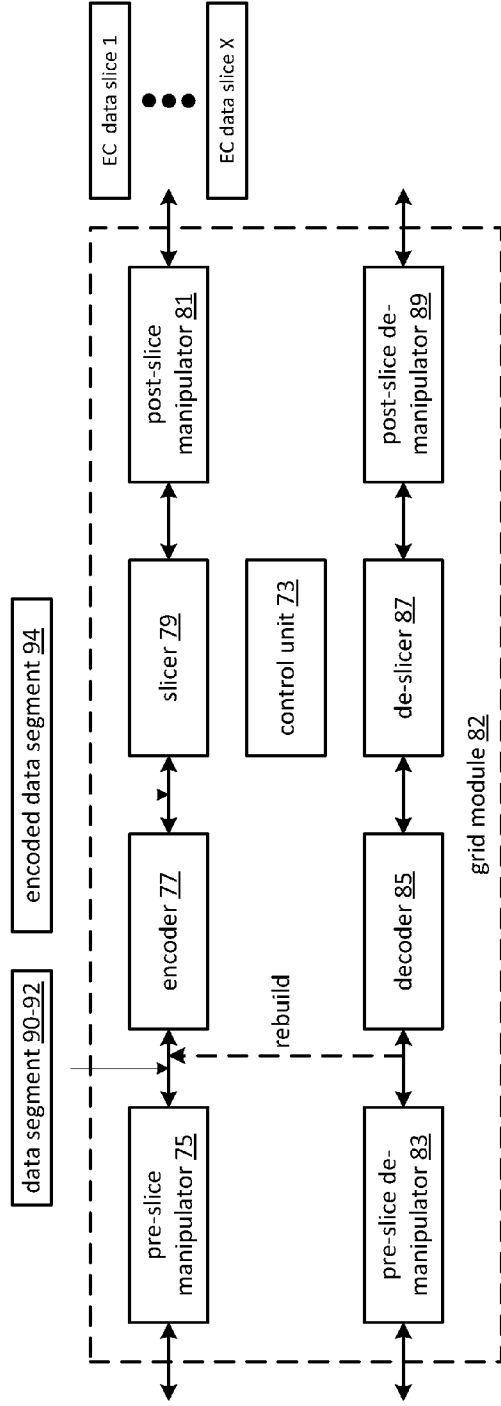 data segment 90-92
encoded data segment 94
EC data slice 1
EC data slice X
pre-slice
manipulator 75
encoder 77
slicer 79
post-slice
manipulator 81
rebuild
control unit 73
pre-slice de-
manipulator 83
decoder 85
de-slicer 87
post-slice de-
manipulator 89
grid module 82